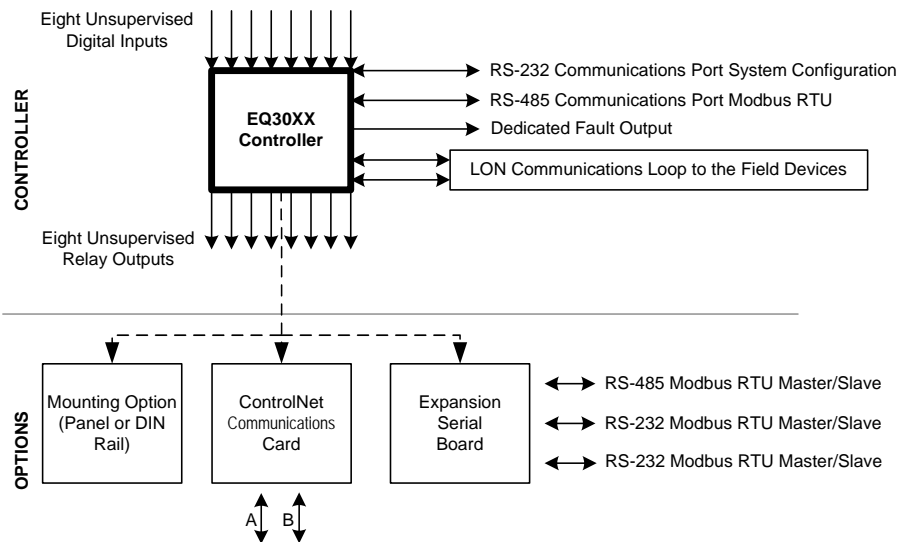 Eight Unsupervised
Digital Inputs
CONTROLLER
EQ30XX
Controller
RS-232 Communications Port System Configuration
RS-485 Communications Port Modbus RTU
Dedicated Fault Output
LON Communications Loop to the Field Devices
Eight Unsupervised
Relay Outputs
OPTIONS
Mounting Option
(Panel or DIN
Rail)
ControlNet
Communications
Card
Expansion
Serial
Board
RS-485 Modbus RTU Master/Slave
RS-232 Modbus RTU Master/Slave
RS-232 Modbus RTU Master/Slave
A B